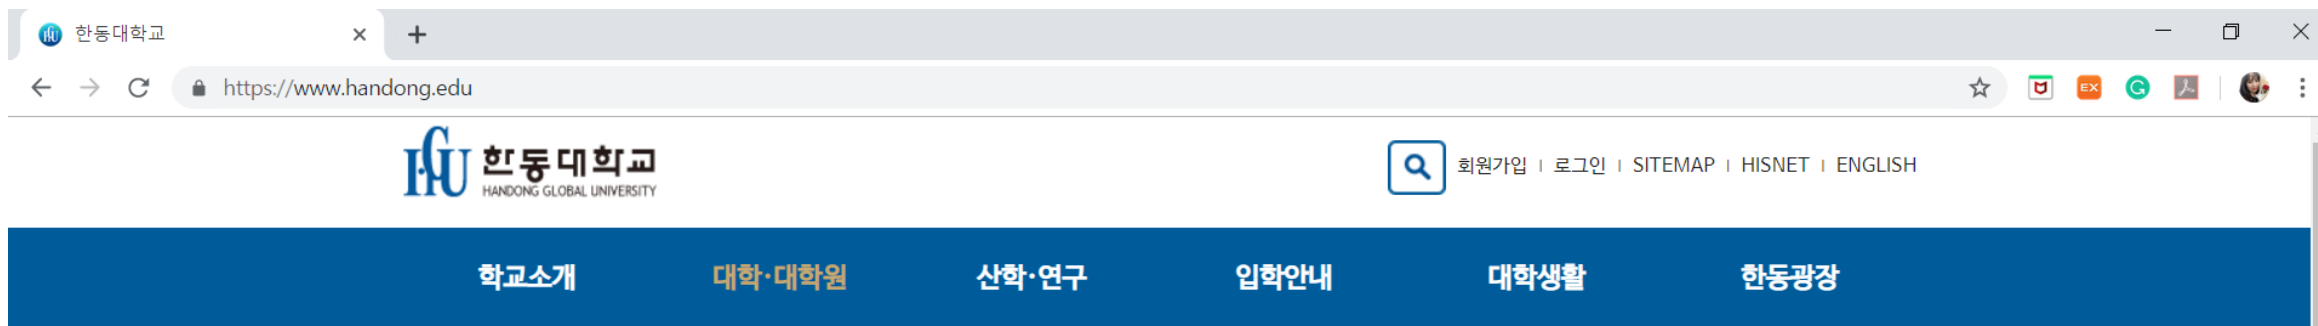 한동대학교
https://www.handong.edu
HGU 한동대학교
HANDONG GLOBAL UNIVERSITY
회원가입 | 로그인 | SITEMAP | HISNET | ENGLISH
학교소개 대학·대학원 산학·연구 입학안내 대학생활 한동광장